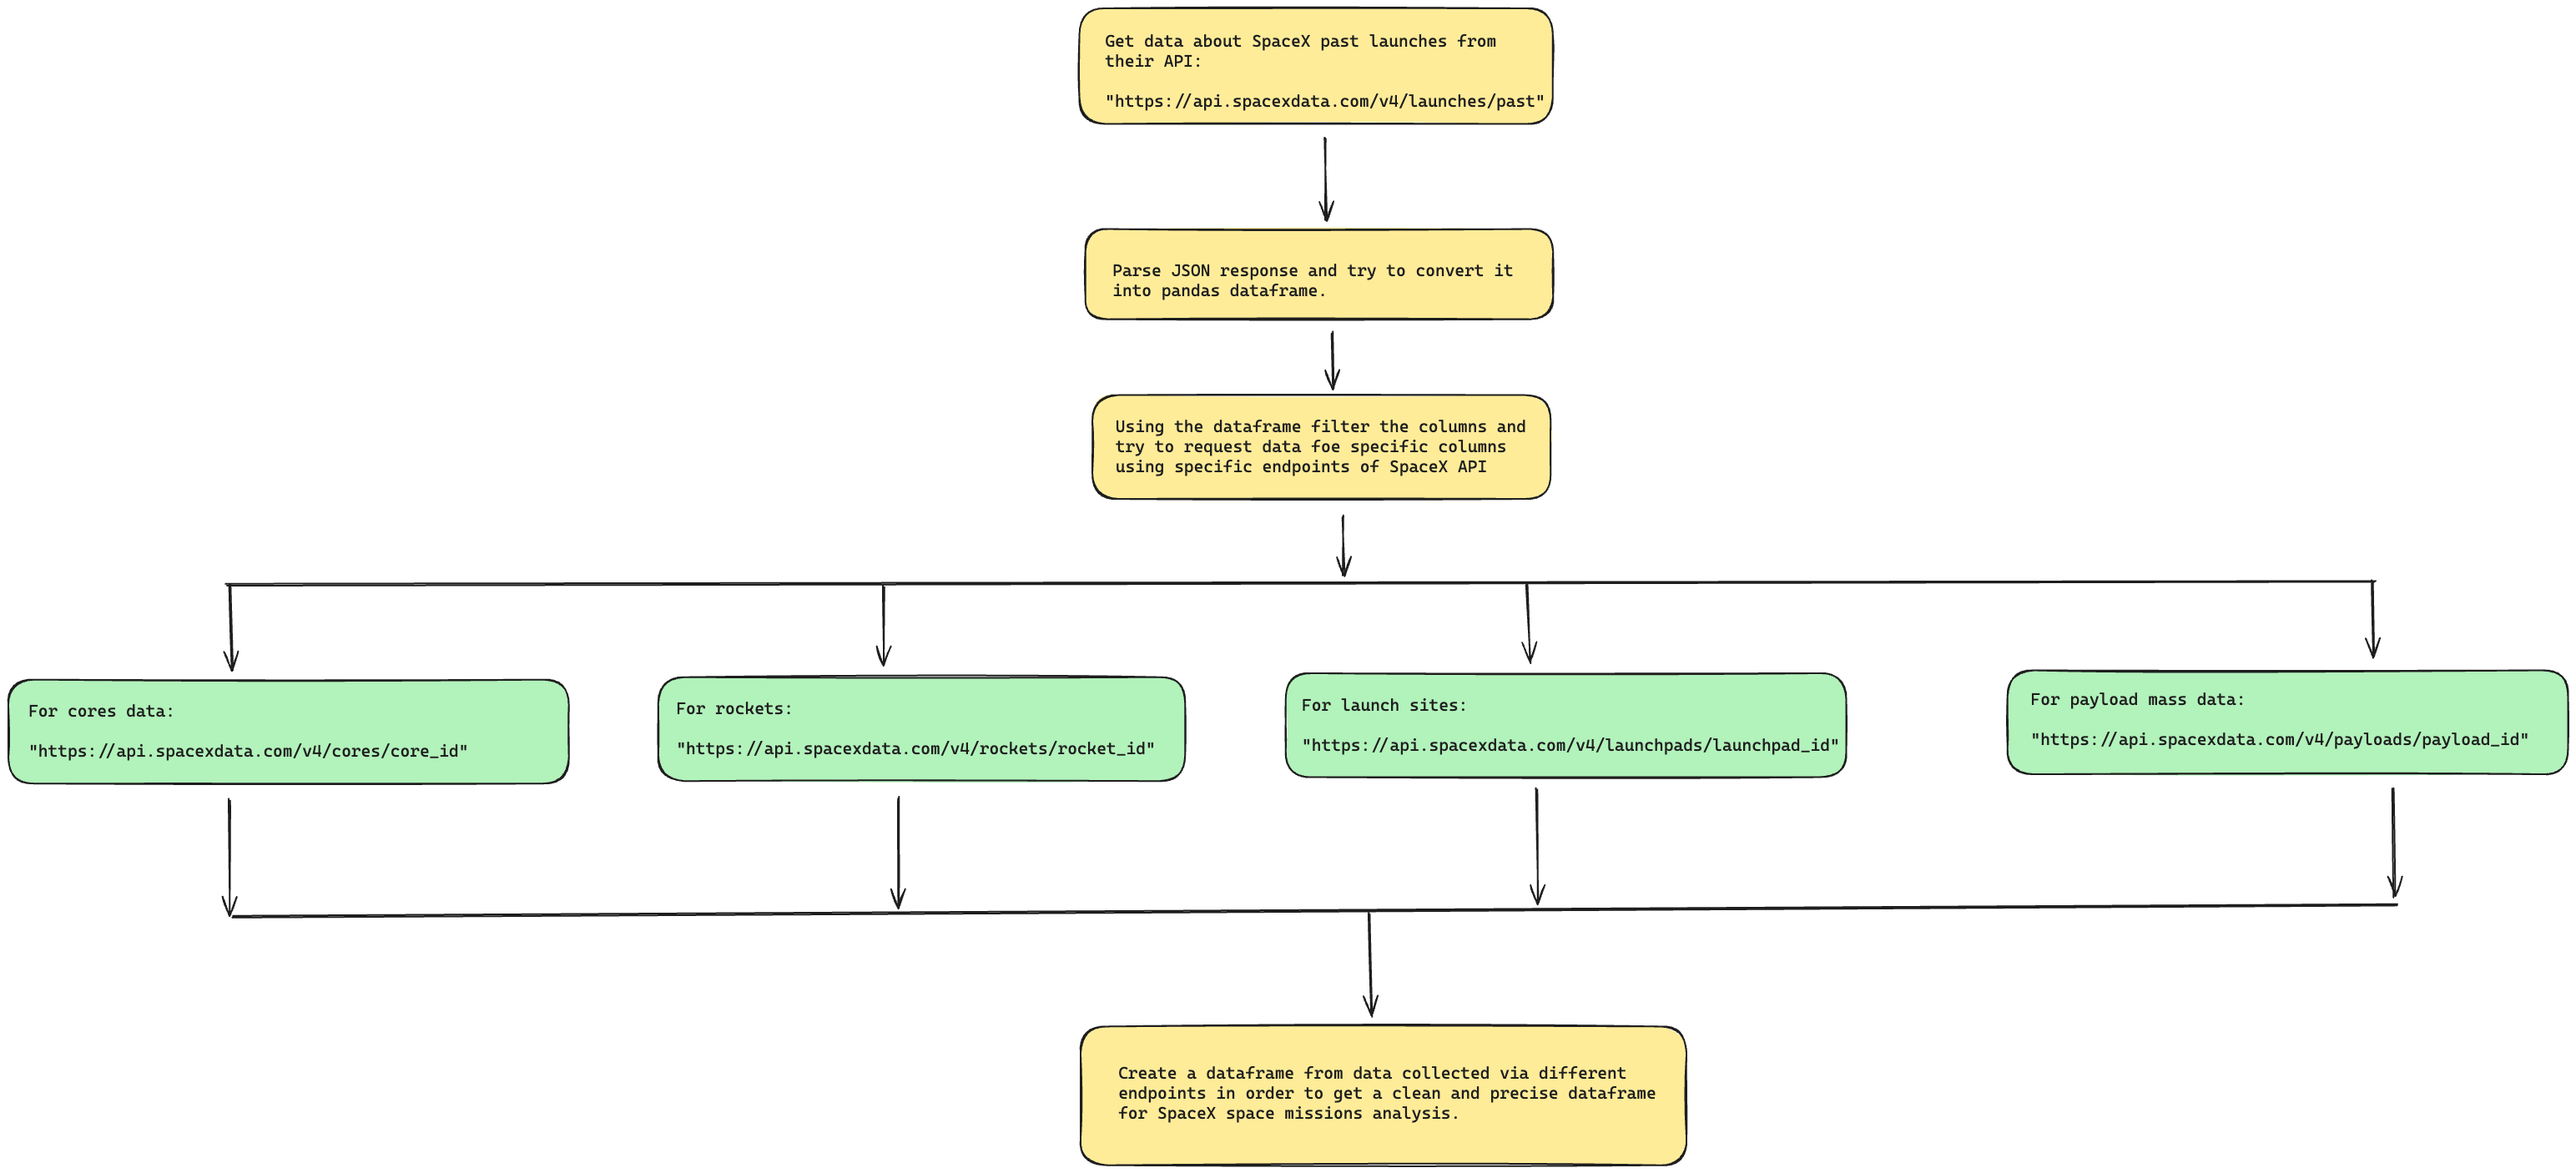 Get data about SpaceX past launches from
their API:
"https://api.spacexdata.com/v4/launches/past"
Parse JSON response and try to convert it
into pandas dataframe.
Using the dataframe filter the columns and
try to request data foe specific columns
using specific endpoints of SpaceX API
For cores data:
"https://api.spacexdata.com/v4/cores/core_id"
For rockets:
"https://api.spacexdata.com/v4/rockets/rocket_id"
For launch sites:
"https://api.spacexdata.com/v4/launchpads/launchpad_id"
For payload mass data:
"https://api.spacexdata.com/v4/payloads/payload_id"
Create a dataframe from data collected via different
endpoints in order to get a clean and precise dataframe
for SpaceX space missions analysis.